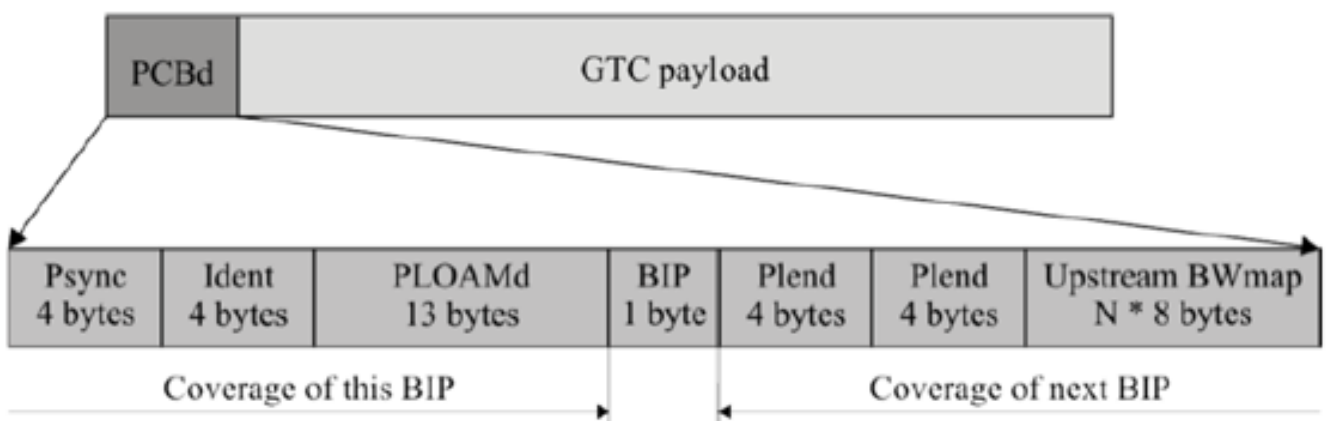 PCBd
GTC payload
Psync
4 bytes
Ident
4 bytes
PLOAMd
13 bytes
BIP
1 byte
Plend
4 bytes
Plend
4 bytes
Upstream BWmap
N * 8 bytes
Coverage of this BIP
Coverage of next BIP